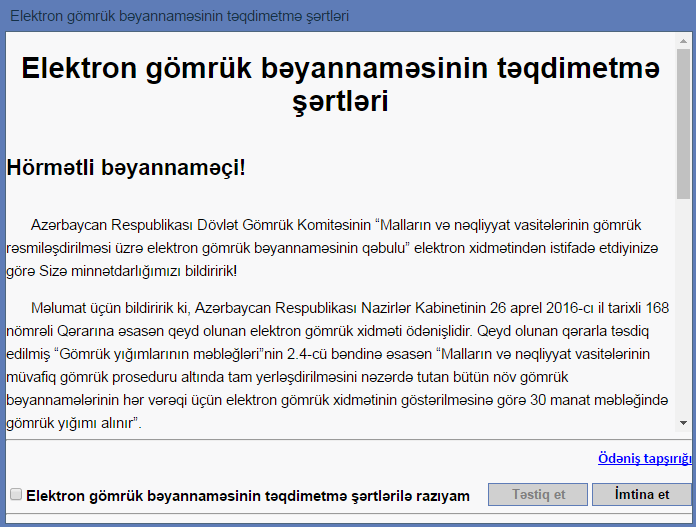 Elektron gömrük bəyannaməsinin təqdimetmə şərtləri
Elektron gömrük bəyannaməsinin təqdimetmə
şərtləri
Hörmətli bəyannaməçi!
Azərbaycan Respublikası Dövlət Gömrük Komitəsinin “Malların və nəqliyyat vasitələrinin gömrük
rəsmiləşdirilməsi üzrə elektron gömrük bəyannaməsinin qəbulu” elektron xidmətindən istifadə etdiyinizə
görə Sizə minnətdarlığımızı bildiririk!
Məlumat üçün bildiririk ki, Azərbaycan Respublikası Nazirlər Kabinetinin 26 aprel 2016-cı il tarixli 168
nömrəli Qərarına əsasən qeyd olunan elektron gömrük xidməti ödənişlidir. Qeyd olunan qərarla təsdiq
edilmiş “Gömrük yığımlarının məbləğləri”nin 2.4-cü bəndinə əsasən “Malların və nəqliyyat vasitələrinin
müvafiq gömrük proseduru altında tam yerləşdirilməsini nəzərdə tutan bütün növ gömrük
bəyannamələrinin hər vərəqi üçün elektron gömrük xidmətinin göstərilməsinə görə 30 manat məbləğində
gömrük yığımı alınır”.
Ödəniş tapşırığı
Elektron gömrük bəyannaməsinin təqdimetmə şərtlərilə razıyam
Təstiq et
İmtina et